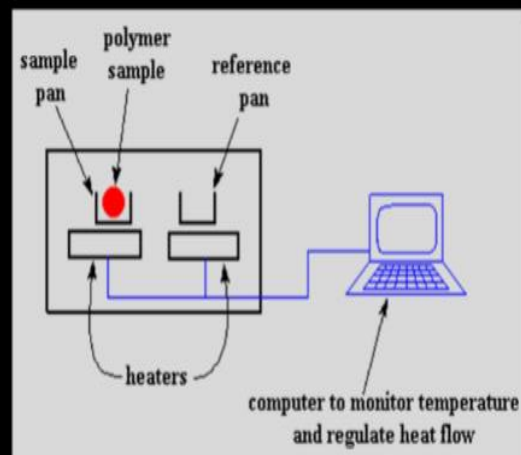 polymer
sample
sample
pan
reference
pan
heaters
computer to monitor temperature
and regulate heat flow